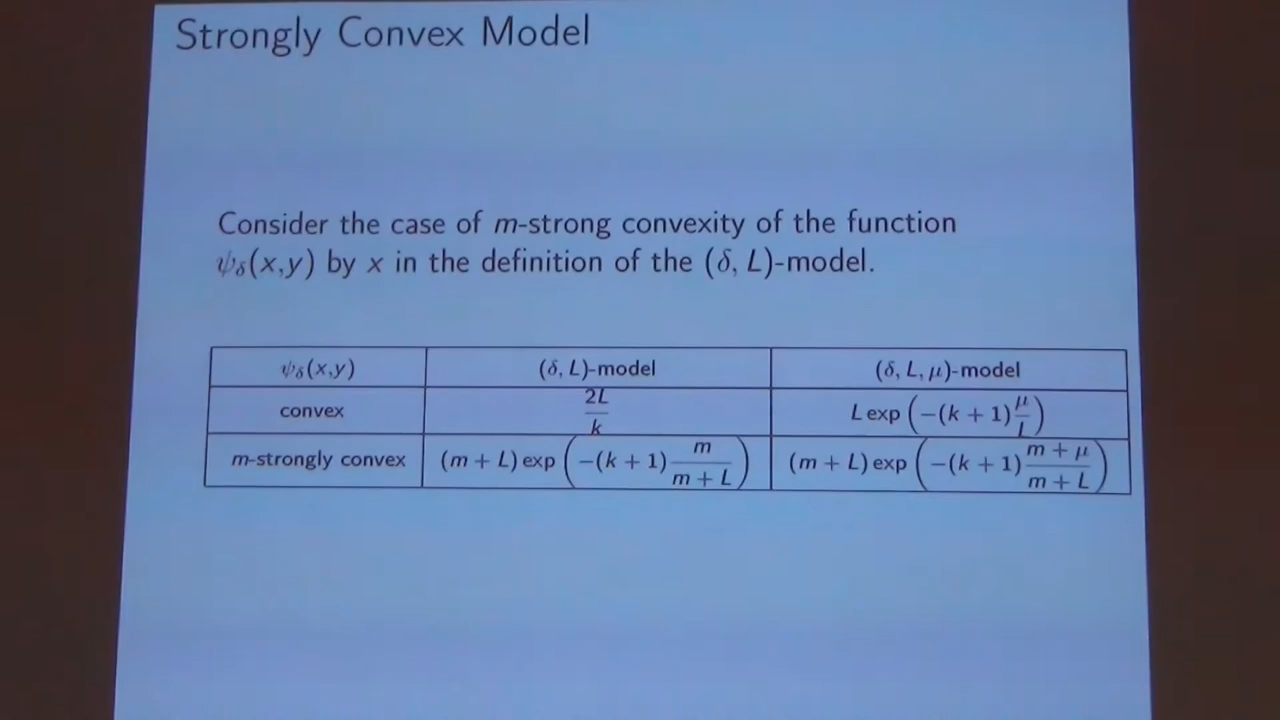 Strongly Convex Model
Consider the case of m-strong convexity of the function
ψδ(x,y) by x in the definition of the (δ, L)-model.
ψδ(x,y) (δ, L)-model (δ, L, μ)-model
convex 2L/k L exp(−(k + 1)μ/L)
m-strongly convex (m + L) exp(−(k + 1) m/(m + L)) (m + L) exp(−(k + 1) (m + μ)/(m + L))